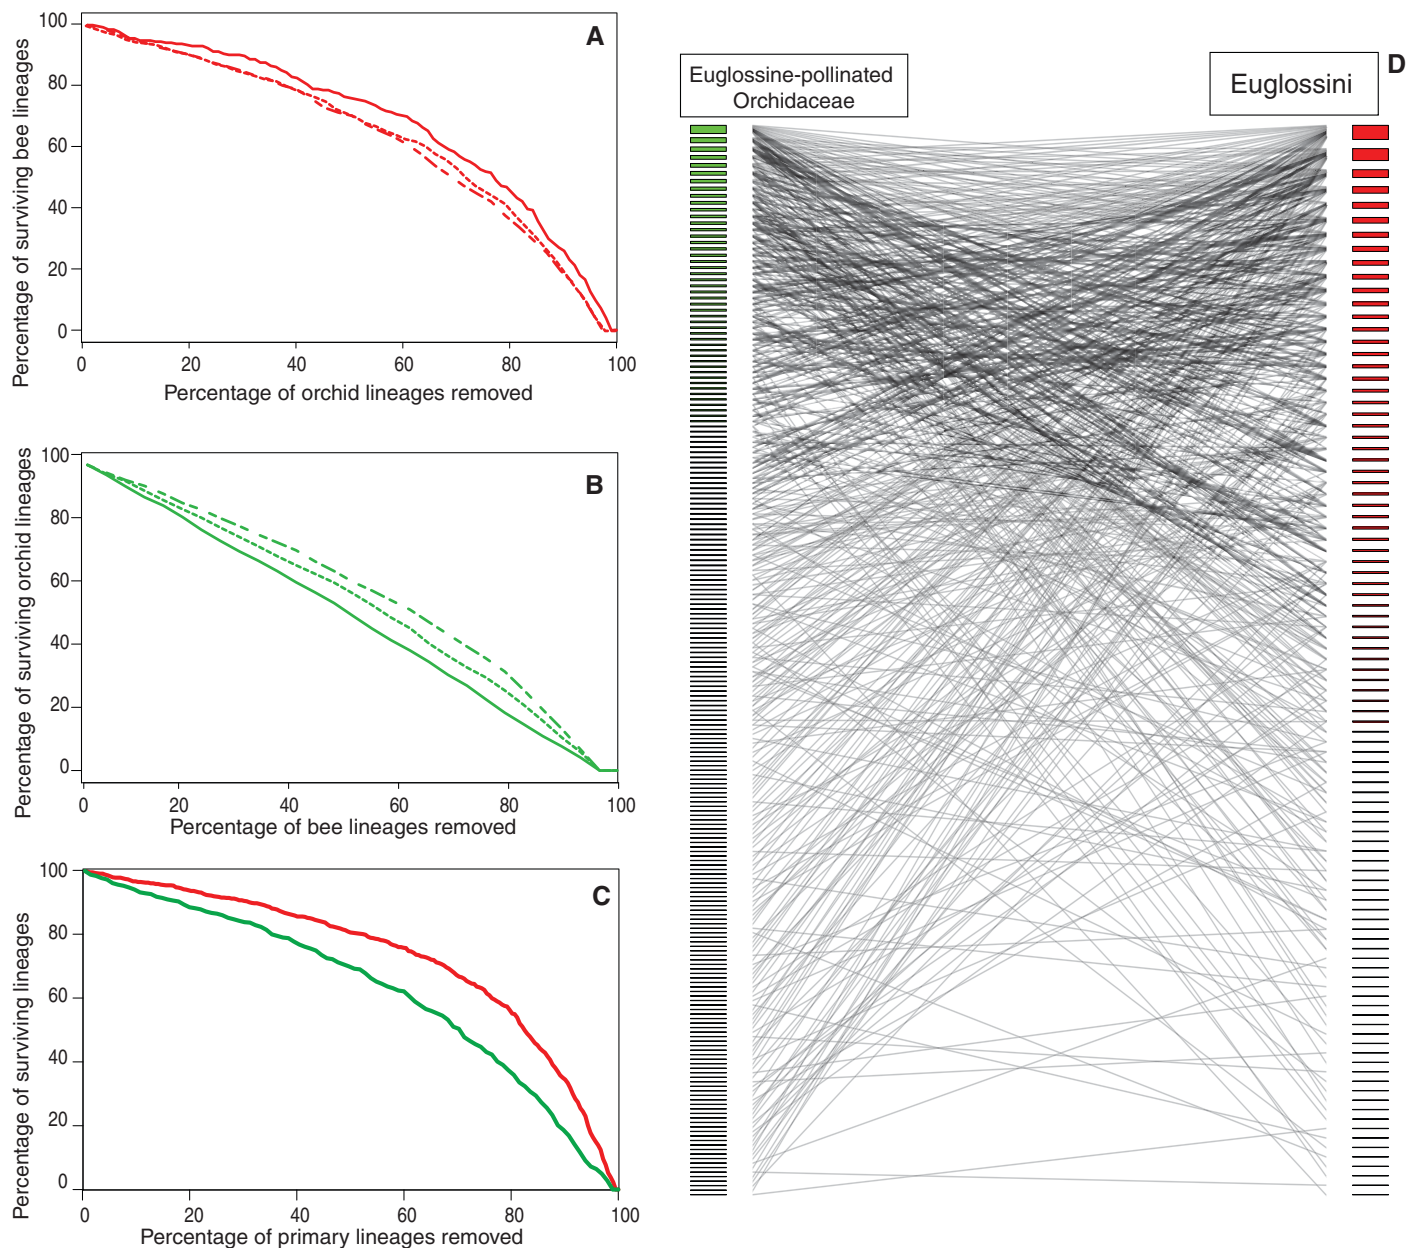 A
100
80
60
40
20
0
0 20 40 60 80 100
Percentage of surviving bee lineages
Percentage of orchid lineages removed
B
100
80
60
40
20
0
0 20 40 60 80 100
Percentage of surviving orchid lineages
Percentage of bee lineages removed
C
100
80
60
40
20
0
0 20 40 60 80 100
Percentage of surviving lineages
Percentage of primary lineages removed
D
Euglossine-pollinated
Orchidaceae
Euglossini